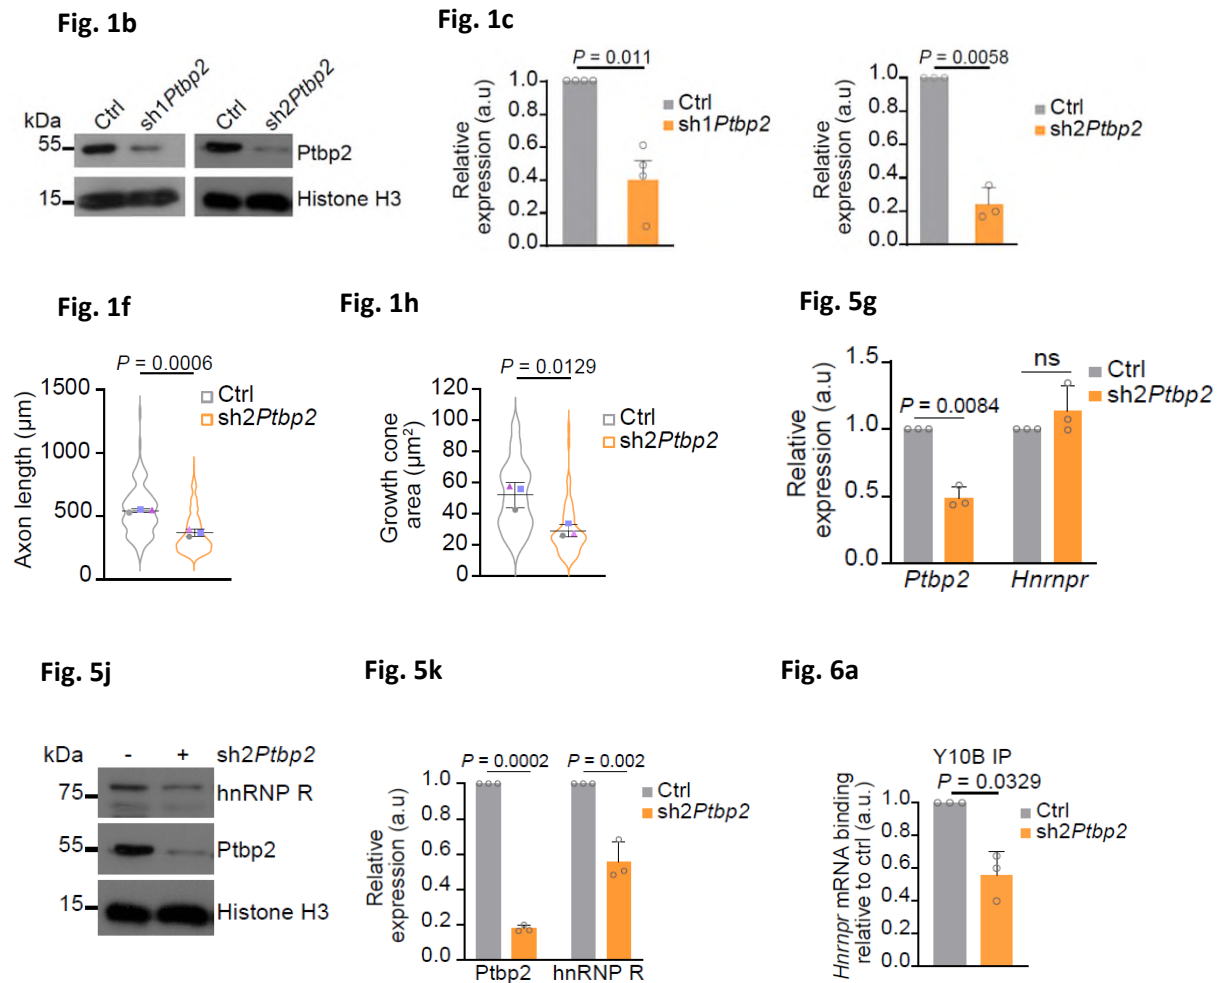 Fig. 1b
Ctrl
sh1Ptbp2
Ctrl
sh2Ptbp2
kDa
55
Ptbp2
15
Histone H3
Fig. 1c
P = 0.011
Relative
expression (a.u)
1.0
0.8
0.6
0.4
0.2
0.0
Ctrl
sh1Ptbp2
P = 0.0058
Relative
expression (a.u)
1.0
0.8
0.6
0.4
0.2
0.0
Ctrl
sh2Ptbp2
Fig. 1f
P = 0.0006
Axon length (µm)
1500
1000
500
0
Ctrl
sh2Ptbp2
Fig. 1h
P = 0.0129
Growth cone
area (µm²)
120
100
80
60
40
20
0
Ctrl
sh2Ptbp2
Fig. 5g
Relative
expression (a.u)
1.5
1.0
0.5
0.0
P = 0.0084
ns
Ctrl
sh2Ptbp2
Ptbp2
Hnrnpr
Fig. 5j
kDa
-
+
sh2Ptbp2
75
hnRNP R
55
Ptbp2
15
Histone H3
Fig. 5k
P = 0.0002
P = 0.002
Relative
expression (a.u)
1.0
0.8
0.6
0.4
0.2
0.0
Ctrl
sh2Ptbp2
Ptbp2
hnRNP R
Fig. 6a
Y10B IP
P = 0.0329
Hnrnpr mRNA binding
relative to ctrl (a.u.)
1.0
0.8
0.6
0.4
0.2
0.0
Ctrl
sh2Ptbp2